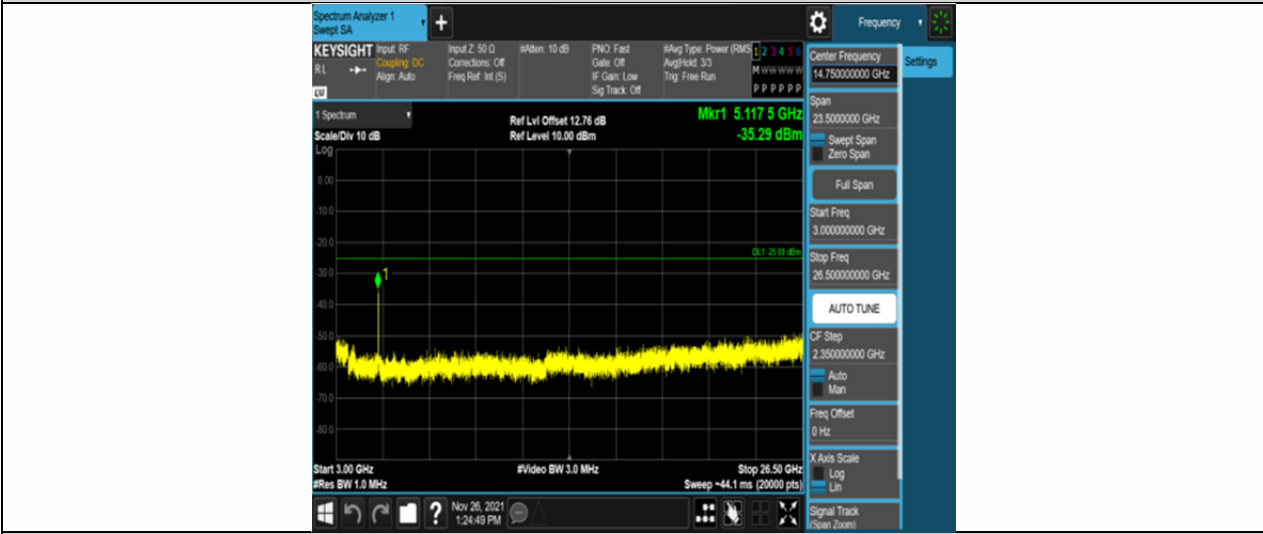 Spectrum Analyzer 1
Swept SA
Frequency
KEYSIGHT
Input: RF
Coupling: DC
Align: Auto
Input Z: 50 Ω
Corrections: Off
Freq Ref: Int (S)
#Atten: 10 dB
PNO: Fast
Gate: Off
IF Gain: Low
Sig Track: Off
#Avg Type: Power (RMS
Avg|Hold: 3/3
Trig: Free Run
1 2 3 4 5 6
M W W W W W
P P P P P P
R L
LV
1 Spectrum
Scale/Div 10 dB
Log
Ref Lvl Offset 12.76 dB
Ref Level 10.00 dBm
Mkr1 5.117 5 GHz
-35.29 dBm
0.00
-10.0
-20.0
-30.0
-40.0
-50.0
-60.0
-70.0
-80.0
DL1 -25.00 dBm
1
Start 3.00 GHz
#Res BW 1.0 MHz
#Video BW 3.0 MHz
Stop 26.50 GHz
Sweep ~44.1 ms (20000 pts)
Nov 26, 2021
1:24:49 PM
Center Frequency
14.750000000 GHz
Settings
Span
23.5000000 GHz
Swept Span
Zero Span
Full Span
Start Freq
3.000000000 GHz
Stop Freq
26.500000000 GHz
AUTO TUNE
CF Step
2.350000000 GHz
Auto
Man
Freq Offset
0 Hz
X Axis Scale
Log
Lin
Signal Track
(Span Zoom)